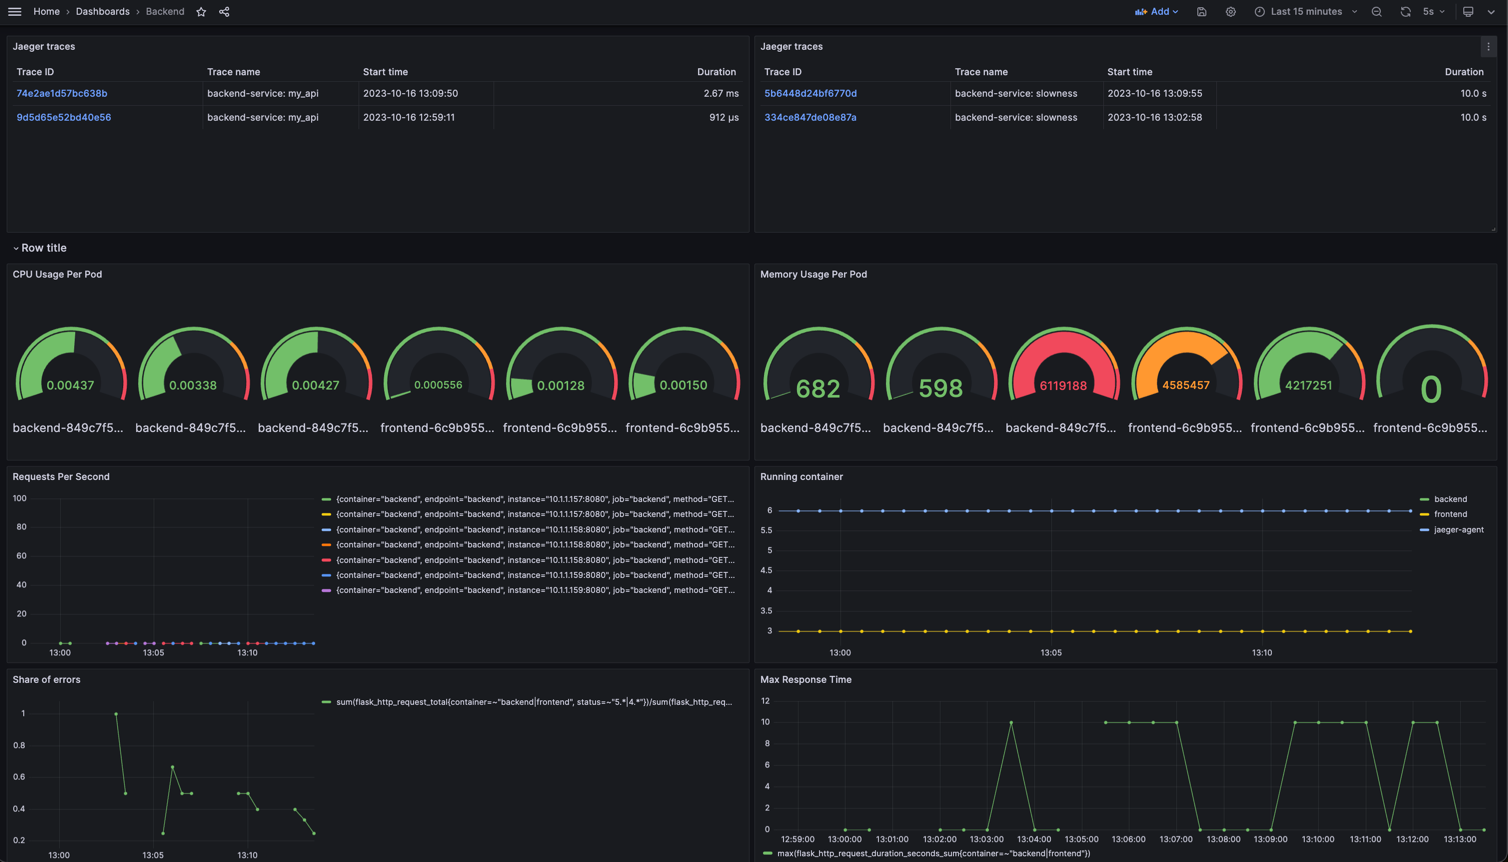 Home › Dashboards › Backend
Add
Last 15 minutes
5s
Jaeger traces
Trace ID Trace name Start time Duration
74e2ae1d57bc638b backend-service: my_api 2023-10-16 13:09:50 2.67 ms
9d5d65e52bd40e56 backend-service: my_api 2023-10-16 12:59:11 912 µs
Jaeger traces
Trace ID Trace name Start time Duration
5b6448d24bf6770d backend-service: slowness 2023-10-16 13:09:55 10.0 s
334ce847de08e87a backend-service: slowness 2023-10-16 13:02:58 10.0 s
Row title
CPU Usage Per Pod
0.00437 0.00338 0.00427 0.000556 0.00128 0.00150
backend-849c7f5... backend-849c7f5... backend-849c7f5... frontend-6c9b955... frontend-6c9b955... frontend-6c9b955...
Memory Usage Per Pod
682 598 6119188 4585457 4217251 0
backend-849c7f5... backend-849c7f5... backend-849c7f5... frontend-6c9b955... frontend-6c9b955... frontend-6c9b955...
Requests Per Second
100
80
60
40
20
0
13:00 13:05 13:10
{container="backend", endpoint="backend", instance="10.1.1.157:8080", job="backend", method="GET...
{container="backend", endpoint="backend", instance="10.1.1.157:8080", job="backend", method="GET...
{container="backend", endpoint="backend", instance="10.1.1.158:8080", job="backend", method="GET...
{container="backend", endpoint="backend", instance="10.1.1.158:8080", job="backend", method="GET...
{container="backend", endpoint="backend", instance="10.1.1.158:8080", job="backend", method="GET...
{container="backend", endpoint="backend", instance="10.1.1.159:8080", job="backend", method="GET...
{container="backend", endpoint="backend", instance="10.1.1.159:8080", job="backend", method="GET...
Running container
6
5.5
5
4.5
4
3.5
3
13:00 13:05 13:10
backend
frontend
jaeger-agent
Share of errors
1
0.8
0.6
0.4
0.2
13:00 13:05 13:10
sum(flask_http_request_total{container=~"backend|frontend", status=~"5.*|4.*"})/sum(flask_http_req...
Max Response Time
12
10
8
6
4
2
0
12:59:00 13:00:00 13:01:00 13:02:00 13:03:00 13:04:00 13:05:00 13:06:00 13:07:00 13:08:00 13:09:00 13:10:00 13:11:00 13:12:00 13:13:00
max(flask_http_request_duration_seconds_sum{container=~"backend|frontend"})